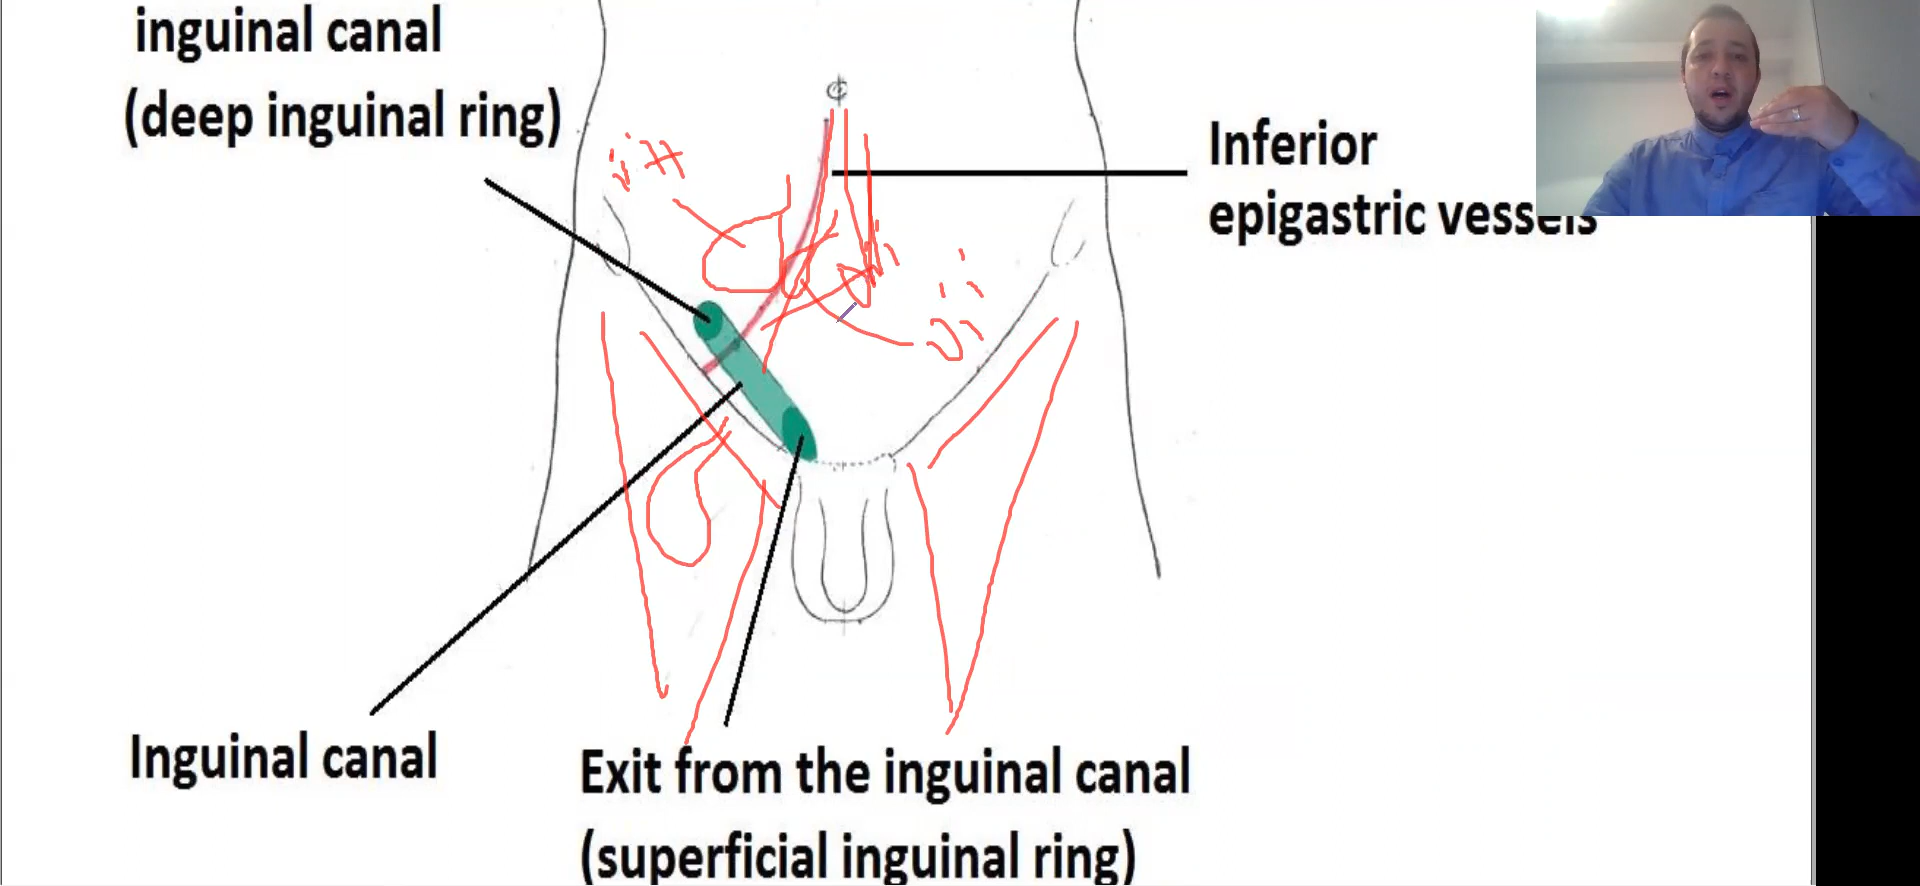 inguinal canal
(deep inguinal ring)
Inferior
epigastric vessels
Inguinal canal
Exit from the inguinal canal
(superficial inguinal ring)